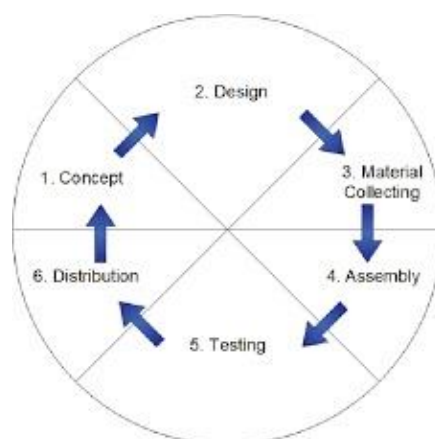 1. Concept
2. Design
3. Material
Collecting
4. Assembly
5. Testing
6. Distribution